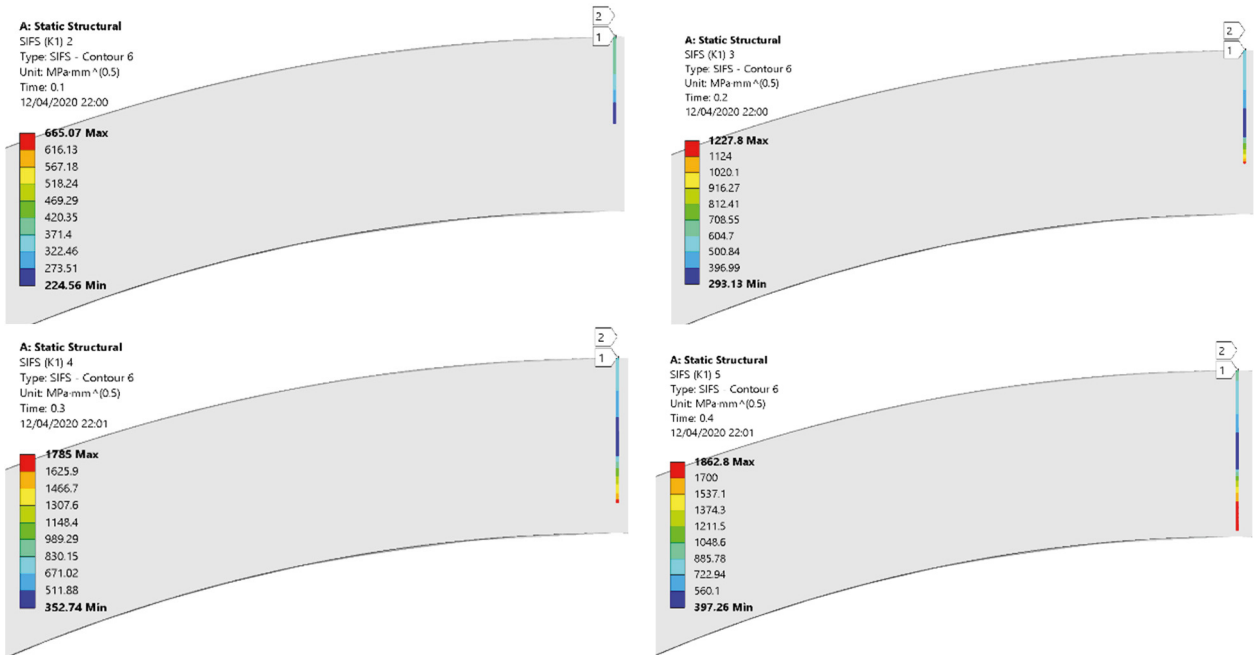 A: Static Structural
SIFS (K1) 2
Type: SIFS - Contour 6
Unit: MPa·mm^(0.5)
Time: 0.1
12/04/2020 22:00
2
1
665.07 Max
616.13
567.18
518.24
469.29
420.35
371.4
322.46
273.51
224.56 Min
A: Static Structural
SIFS (K1) 3
Type: SIFS - Contour 6
Unit: MPa·mm^(0.5)
Time: 0.2
12/04/2020 22:00
2
1
1227.8 Max
1124
1020.1
916.27
812.41
708.55
604.7
500.84
396.99
293.13 Min
A: Static Structural
SIFS (K1) 4
Type: SIFS - Contour 6
Unit: MPa·mm^(0.5)
Time: 0.3
12/04/2020 22:01
2
1
1785 Max
1625.9
1466.7
1307.6
1148.4
989.29
830.15
671.02
511.88
352.74 Min
A: Static Structural
SIFS (K1) 5
Type: SIFS - Contour 6
Unit: MPa·mm^(0.5)
Time: 0.4
12/04/2020 22:01
2
1
1862.8 Max
1700
1537.1
1374.3
1211.5
1048.6
885.78
722.94
560.1
397.26 Min